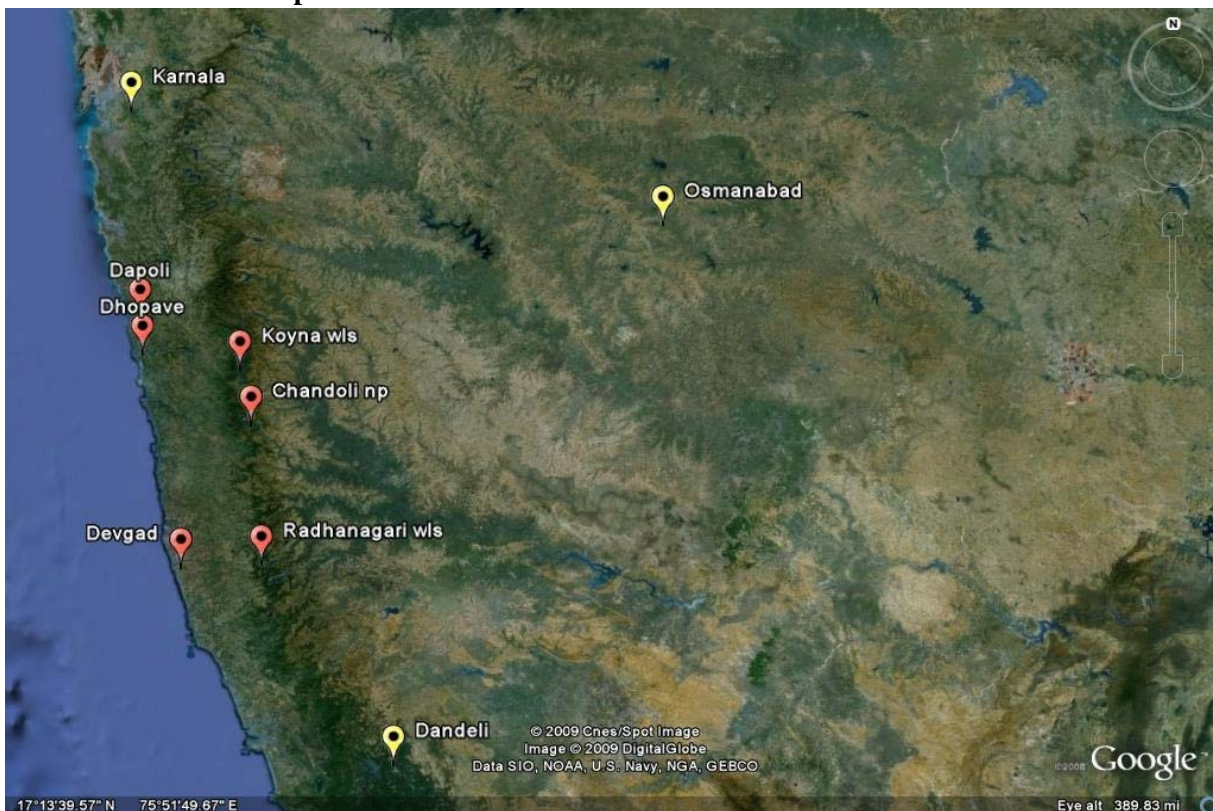 N
Karnala
Osmanabad
Dapoli
Dhopave
Koyna wls
Chandoli np
Devgad
Radhanagari wls
Dandeli
© 2009 Cnes/Spot Image
Image © 2009 DigitalGlobe
Data SIO, NOAA, U.S. Navy, NGA, GEBCO
©2008 Google™
17°13'39.57" N 75°51'49.67" E
Eye alt 389.83 mi